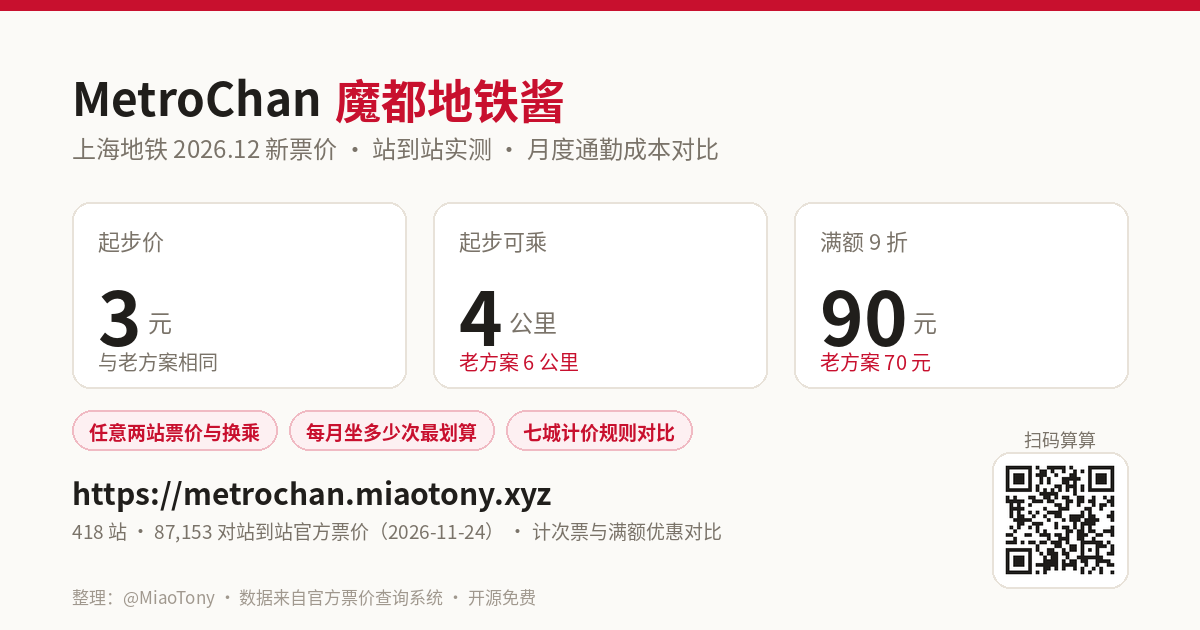 MetroChan 魔都地铁酱
上海地铁 2026.12 新票价 · 站到站实测 · 月度通勤成本对比
起步价
3 元
与老方案相同
起步可乘
4 公里
老方案 6 公里
满额 9 折
90 元
老方案 70 元
任意两站票价与换乘
每月坐多少次最划算
七城计价规则对比
扫码算算
https://metrochan.miaotony.xyz
418 站 · 87,153 对站到站官方票价（2026-11-24） · 计次票与满额优惠对比
整理：@MiaoTony · 数据来自官方票价查询系统 · 开源免费